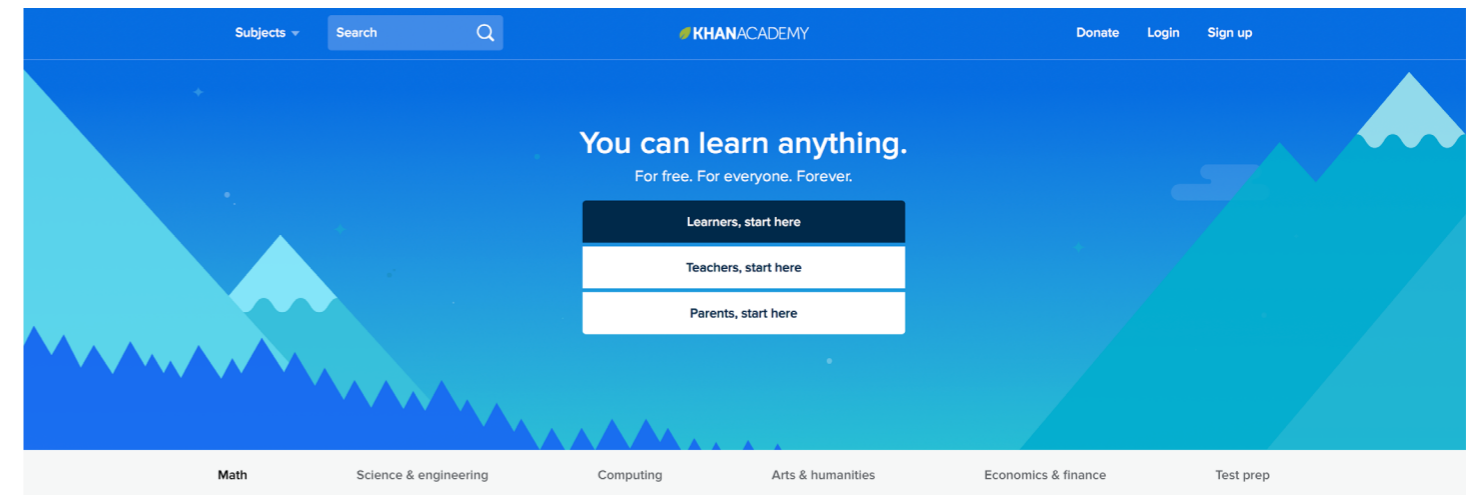 Subjects Search KHANACADEMY Donate Login Sign up
You can learn anything.
For free. For everyone. Forever.
Learners, start here
Teachers, start here
Parents, start here
Math Science & engineering Computing Arts & humanities Economics & finance Test prep